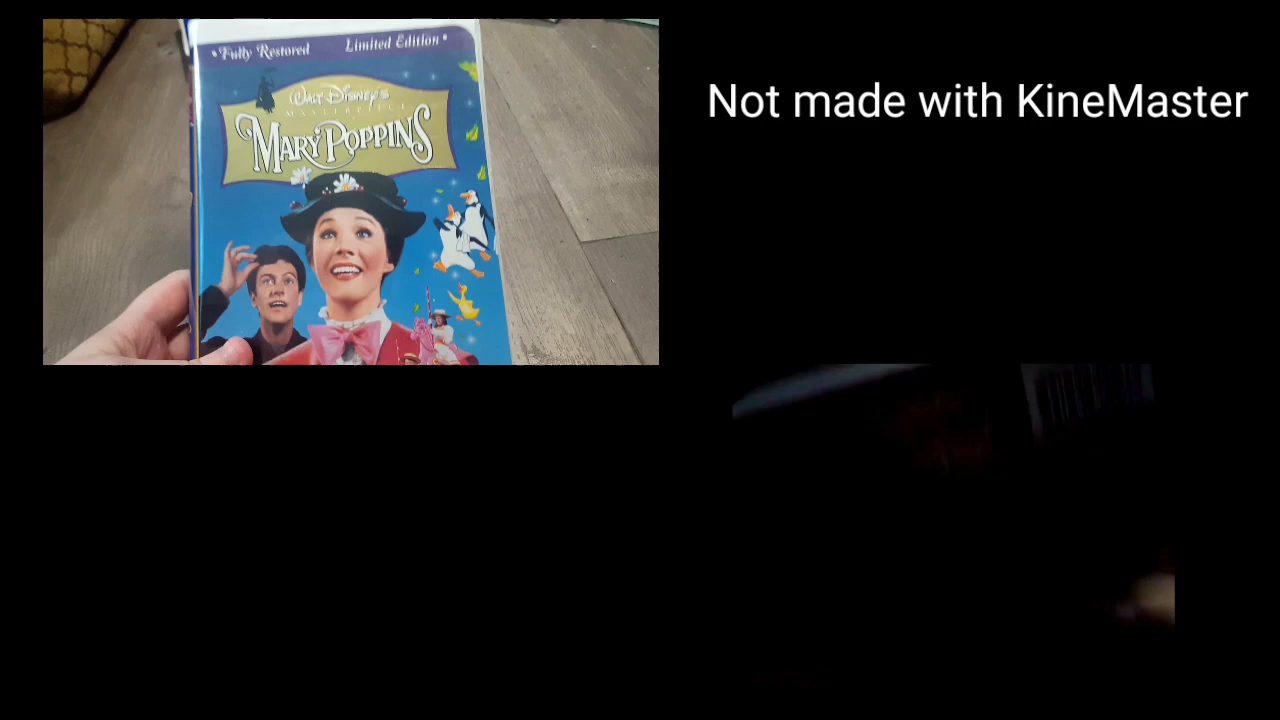 •Fully Restored Limited Edition•
WALT DISNEY'S
MASTERPIECE
MARY POPPINS
Not made with KineMaster